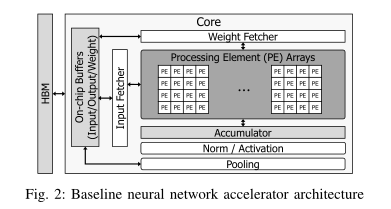 Core
HBM
On-chip Buffers
(Input/Output/Weight)
Weight Fetcher
Input Fetcher
Processing Element (PE) Arrays
PE PE PE PE PE PE PE PE
PE PE PE PE PE PE PE PE
...
PE PE PE PE PE PE PE PE
PE PE PE PE PE PE PE PE
Accumulator
Norm / Activation
Pooling
Fig. 2: Baseline neural network accelerator architecture